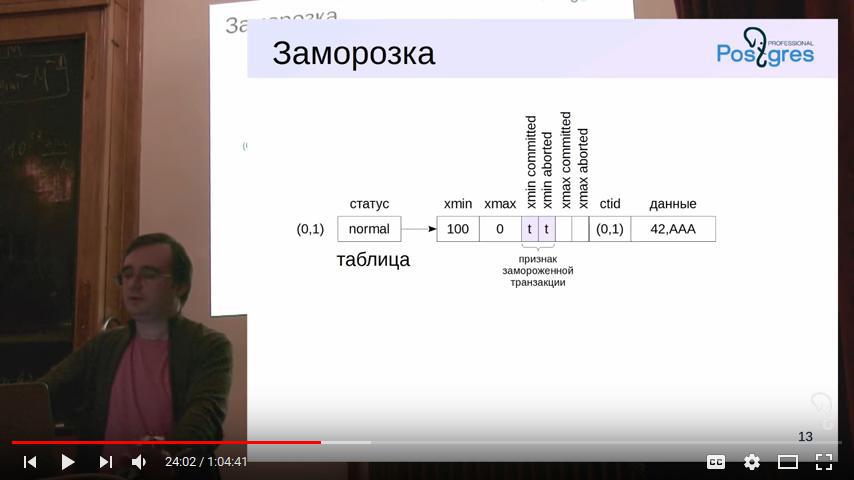 Заморозка
Заморозка
PROFESSIONAL
Postgres
xmin committed
xmin aborted
xmax committed
xmax aborted
статус
xmin
xmax
ctid
данные
(0,1)
normal
100
0
t
t
(0,1)
42,AAA
таблица
признак
замороженной
транзакции
13
24:02 / 1:04:41
CC